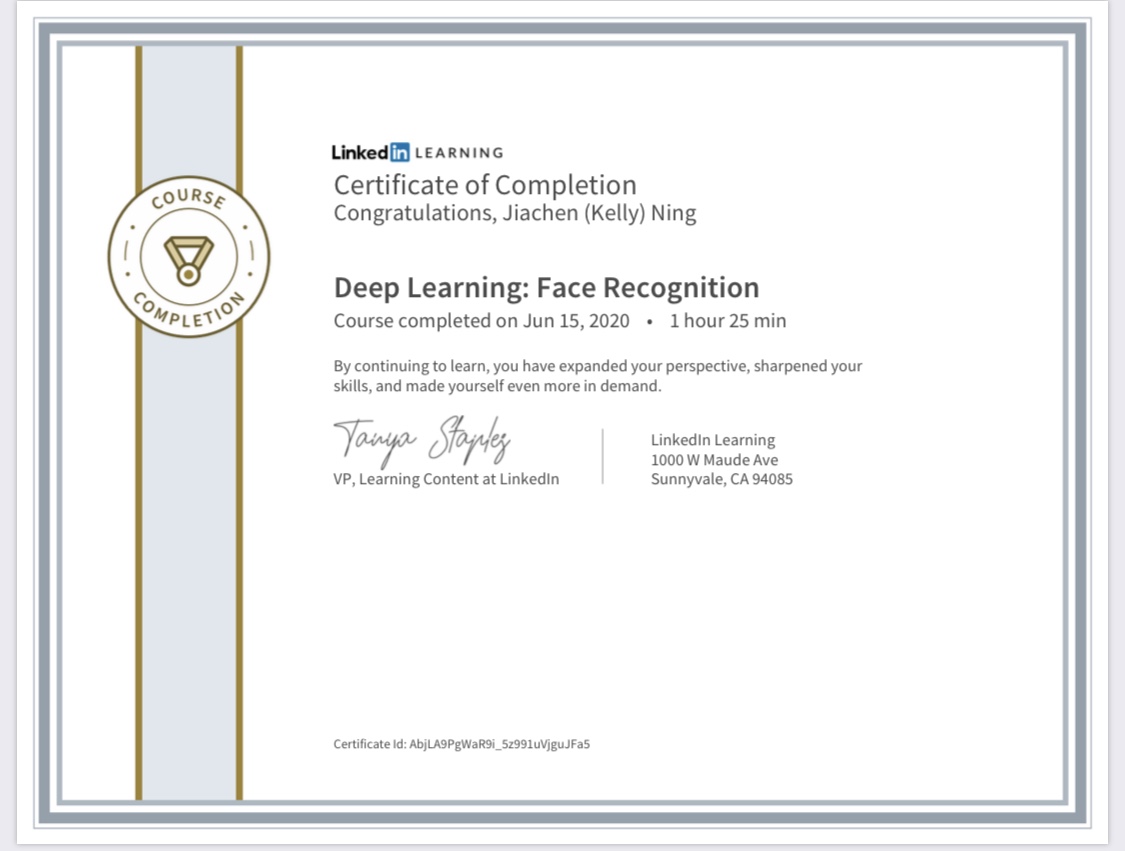 COURSE
COMPLETION
Linked in LEARNING
Certificate of Completion
Congratulations, Jiachen (Kelly) Ning
Deep Learning: Face Recognition
Course completed on Jun 15, 2020 • 1 hour 25 min
By continuing to learn, you have expanded your perspective, sharpened your
skills, and made yourself even more in demand.
Tanya Staples
VP, Learning Content at LinkedIn
LinkedIn Learning
1000 W Maude Ave
Sunnyvale, CA 94085
Certificate Id: AbjLA9PgWaR9i_5z991uVjguJFa5